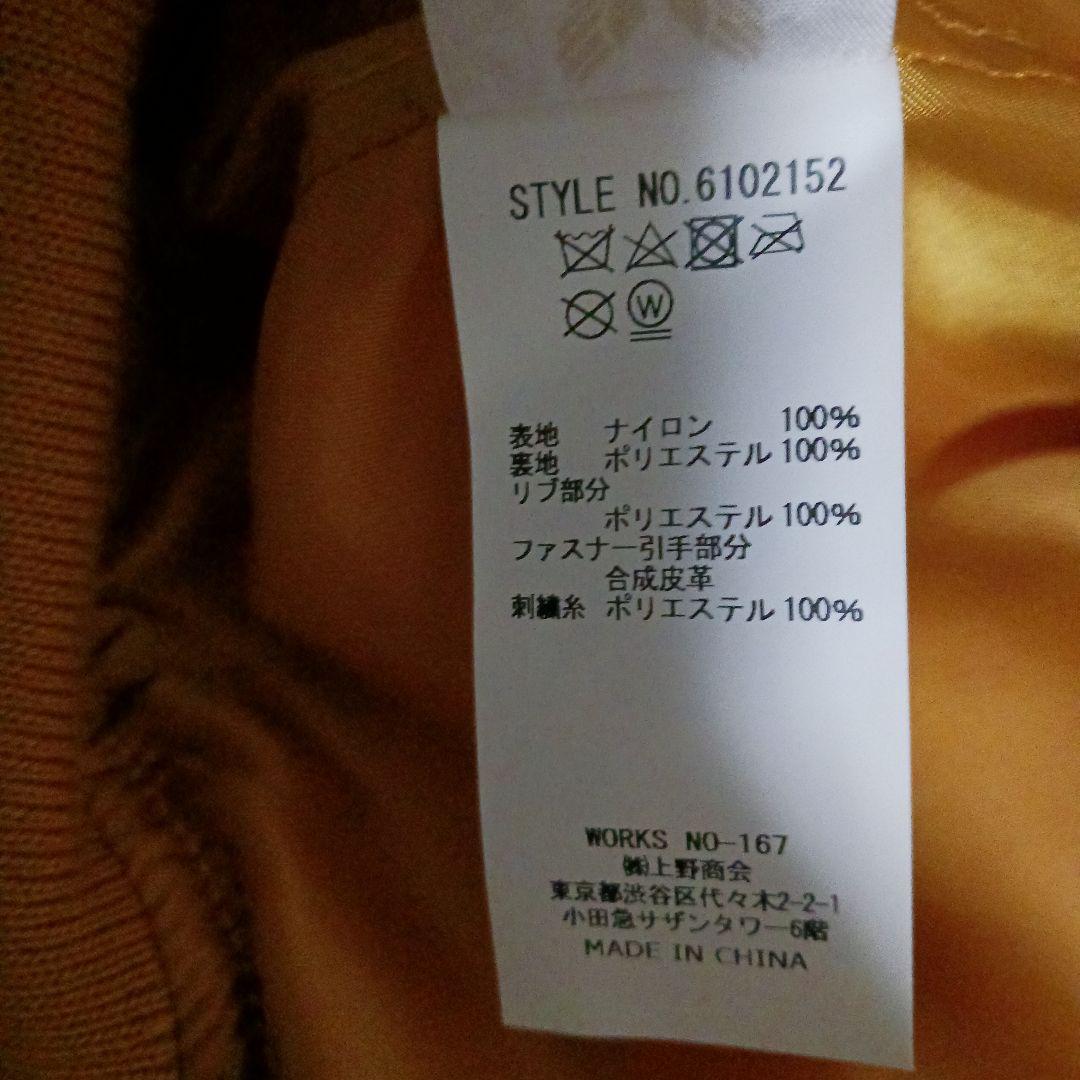 STYLE NO.6102152
W
表地 ナイロン 100%
裏地 ポリエステル 100%
リブ部分
ポリエステル 100%
ファスナー引手部分
合成皮革
刺繍糸 ポリエステル 100%
WORKS NO-167
㈱上野商会
東京都渋谷区代々木2-2-1
小田急サザンタワー6階
MADE IN CHINA